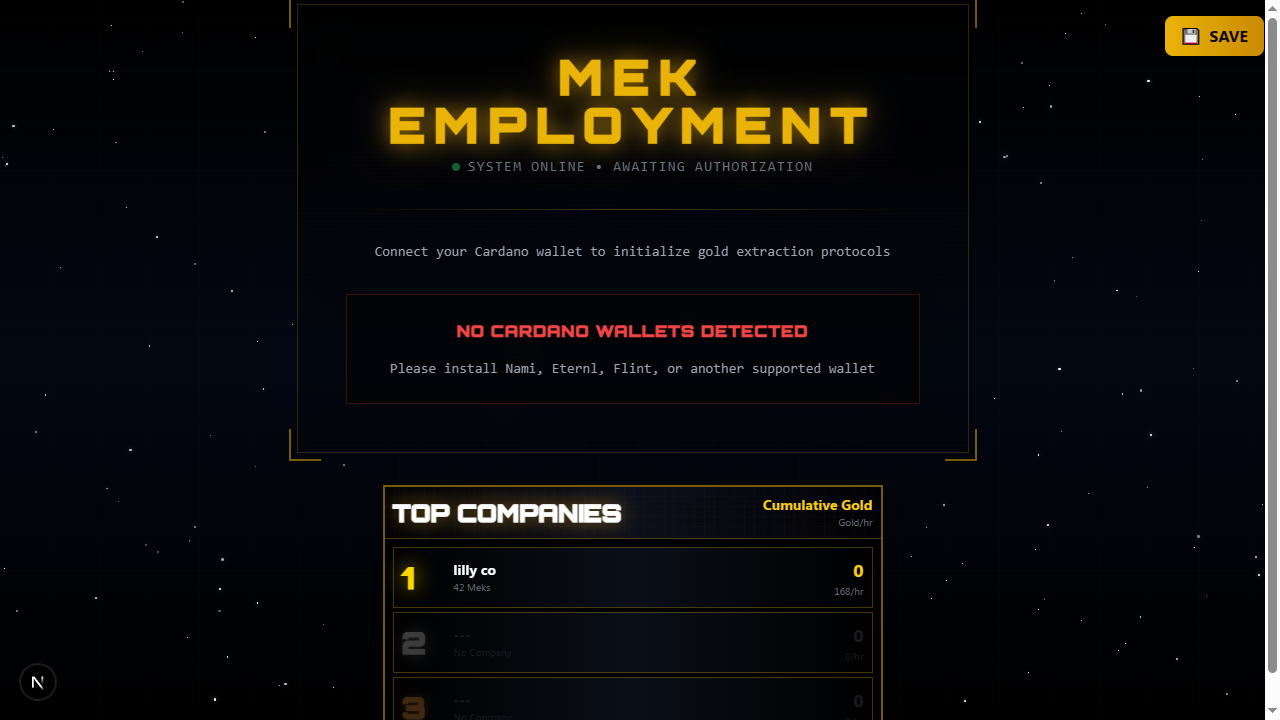 SAVE
MEK
EMPLOYMENT
SYSTEM ONLINE • AWAITING AUTHORIZATION
Connect your Cardano wallet to initialize gold extraction protocols
NO CARDANO WALLETS DETECTED
Please install Nami, Eternl, Flint, or another supported wallet
TOP COMPANIES
Cumulative Gold
Gold/hr
1
lilly co
42 Meks
0
168/hr
2
---
No Company
0
0/hr
3
---
No Company
0
0/hr
N